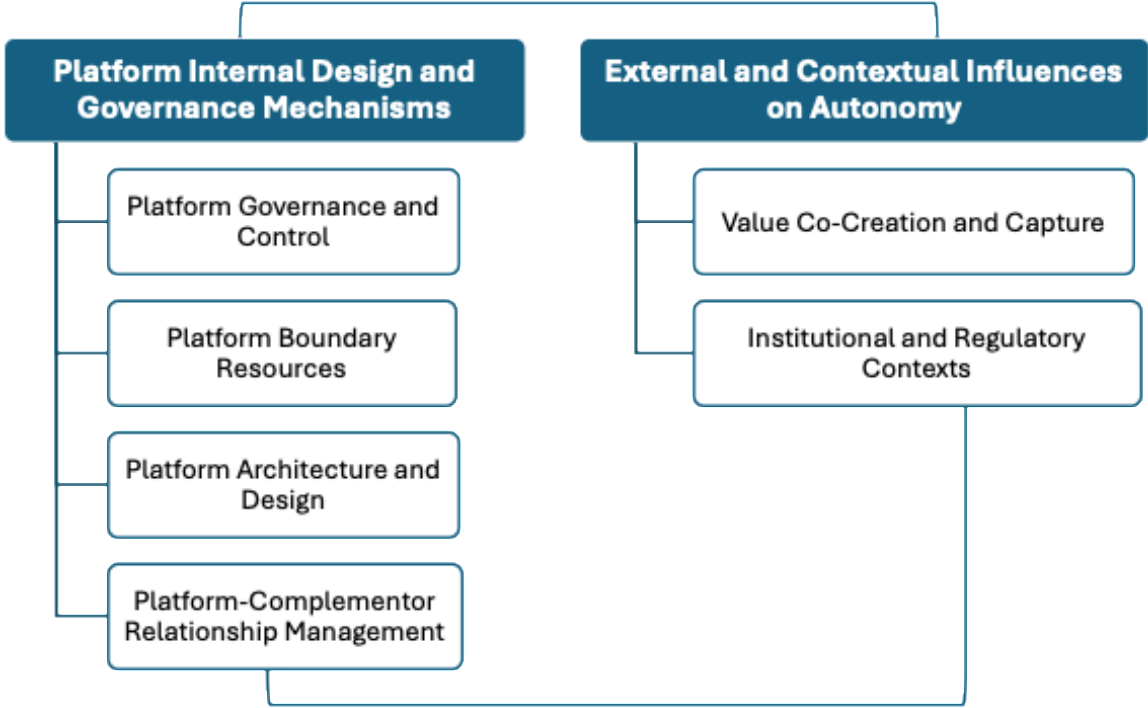 Platform Internal Design and
Governance Mechanisms
Platform Governance and
Control
Platform Boundary
Resources
Platform Architecture and
Design
Platform-Complementor
Relationship Management
External and Contextual Influences
on Autonomy
Value Co-Creation and Capture
Institutional and Regulatory
Contexts